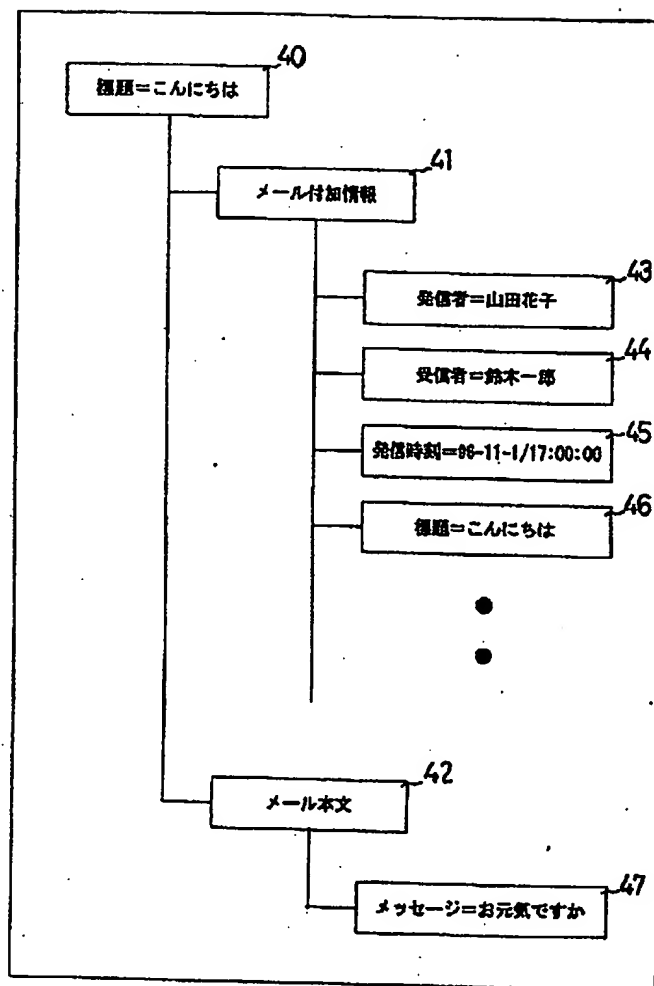 40
標題=こんにちは
41
メール付加情報
43
発信者=山田花子
44
受信者=鈴木一郎
45
発信時刻=96-11-1/17:00:00
46
標題=こんにちは
42
メール本文
47
メッセージ=お元気ですか